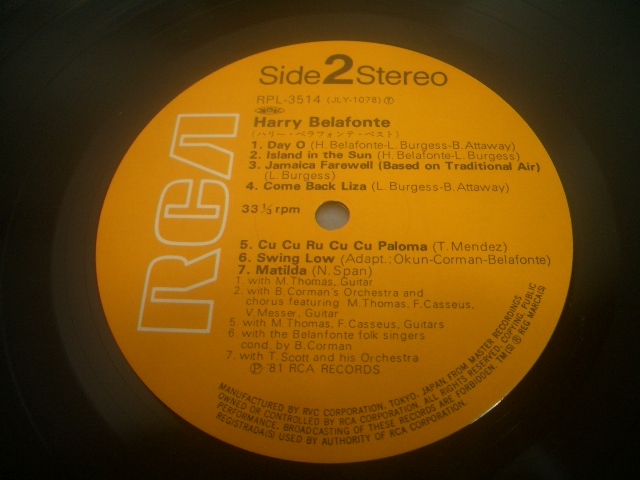 RCA
Side 2 Stereo
RPL-3514 (JLY-1078) Ⓕ
Harry Belafonte
(ハリー・ベラフォンテ・ベスト)
1. Day O (H. Belafonte-L. Burgess-B. Attaway)
2. Island in the Sun (H. Belafonte-L. Burgess)
3. Jamaica Farewell (Based on Traditional Air)
(L. Burgess)
4. Come Back Liza (L. Burgess-B. Attaway)
33⅓ rpm
5. Cu Cu Ru Cu Cu Paloma (T. Mendez)
6. Swing Low (Adapt.: Okun-Corman-Belafonte)
7. Matilda (N. Span)
1. with M. Thomas, Guitar
2. with B. Corman's Orchestra and
chorus featuring M. Thomas, F. Casseus,
V. Messer, Guitar
5. with M. Thomas, F. Casseus, Guitars
6. with the Belanfonte folk singers
cond. by B. Corman
7. with T. Scott and his Orchestra
Ⓟ '81 RCA RECORDS
MANUFACTURED BY RVC CORPORATION, TOKYO, JAPAN FROM MASTER RECORDINGS
OWNED OR CONTROLLED BY RCA CORPORATION. ALL RIGHTS RESERVED. COPYING, PUBLIC
PERFORMANCE, BROADCASTING OF THESE RECORDS ARE FORBIDDEN. TM(S) ® REG MARCA(S)
REGISTRADA(S) USED BY AUTHORITY OF RCA CORPORATION.